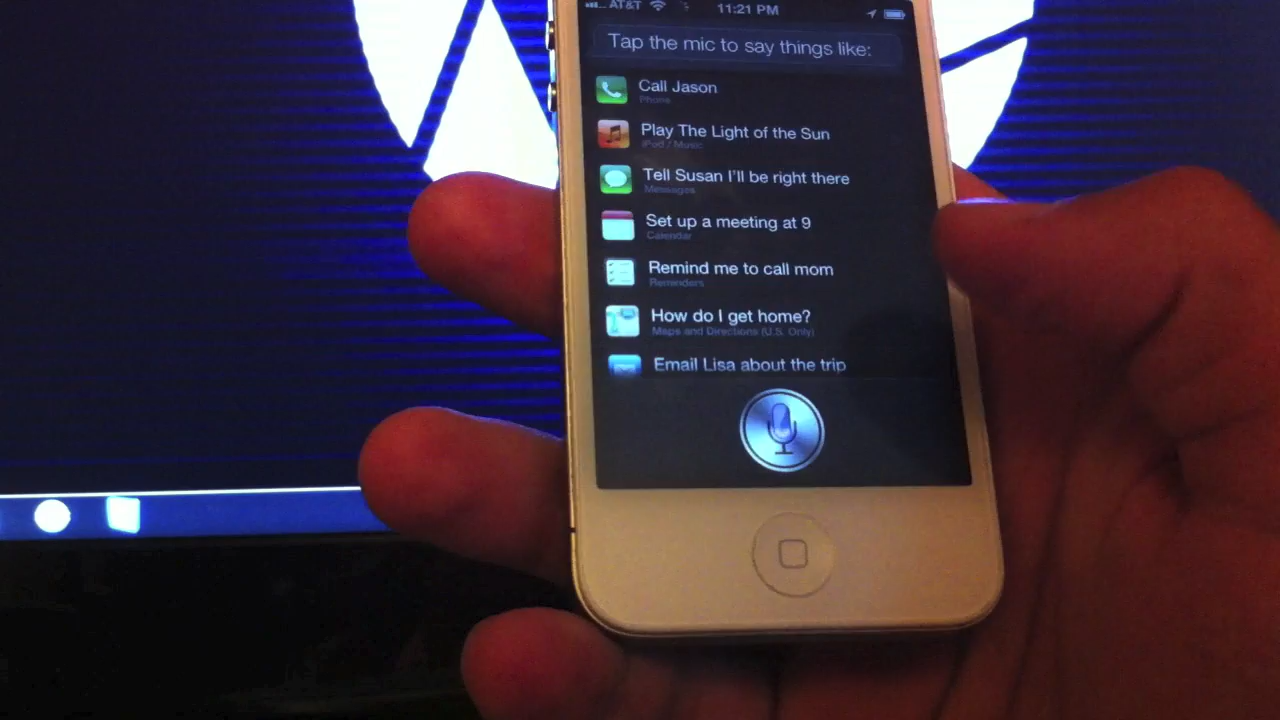 AT&T 11:21 PM
Tap the mic to say things like:
Call Jason
Phone
Play The Light of the Sun
iPod / Music
Tell Susan I'll be right there
Messages
Set up a meeting at 9
Calendar
Remind me to call mom
Reminders
How do I get home?
Maps and Directions (U.S. Only)
Email Lisa about the trip